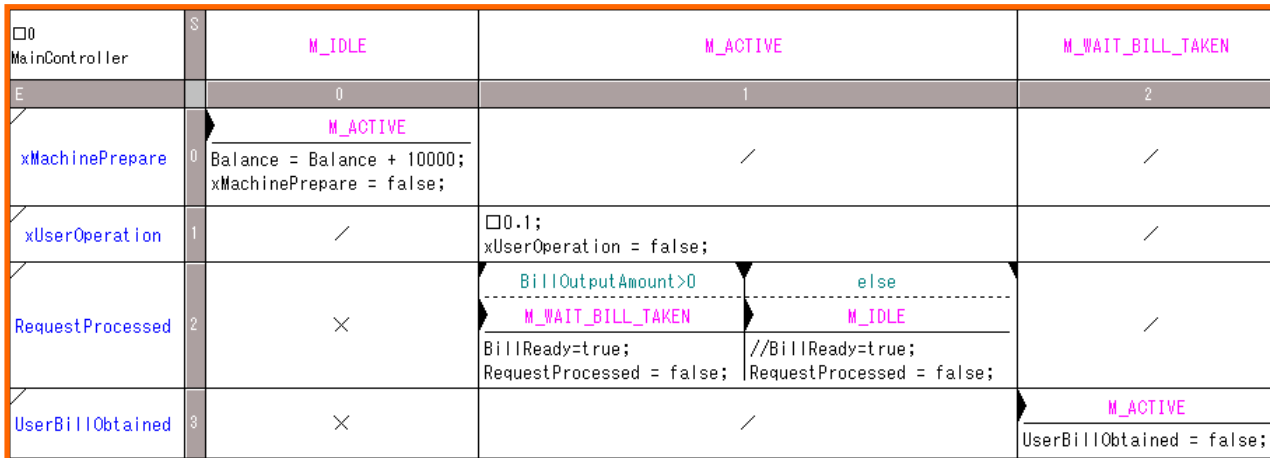 □0
MainController
S
M_IDLE
M_ACTIVE
M_WAIT_BILL_TAKEN
E
0
1
2
xMachinePrepare
0
M_ACTIVE
Balance = Balance + 10000;
xMachinePrepare = false;
/
/
xUserOperation
1
/
□0.1;
xUserOperation = false;
/
RequestProcessed
2
×
BillOutputAmount>0
M_WAIT_BILL_TAKEN
BillReady=true;
RequestProcessed = false;
else
M_IDLE
//BillReady=true;
RequestProcessed = false;
/
UserBillObtained
3
×
/
M_ACTIVE
UserBillObtained = false;